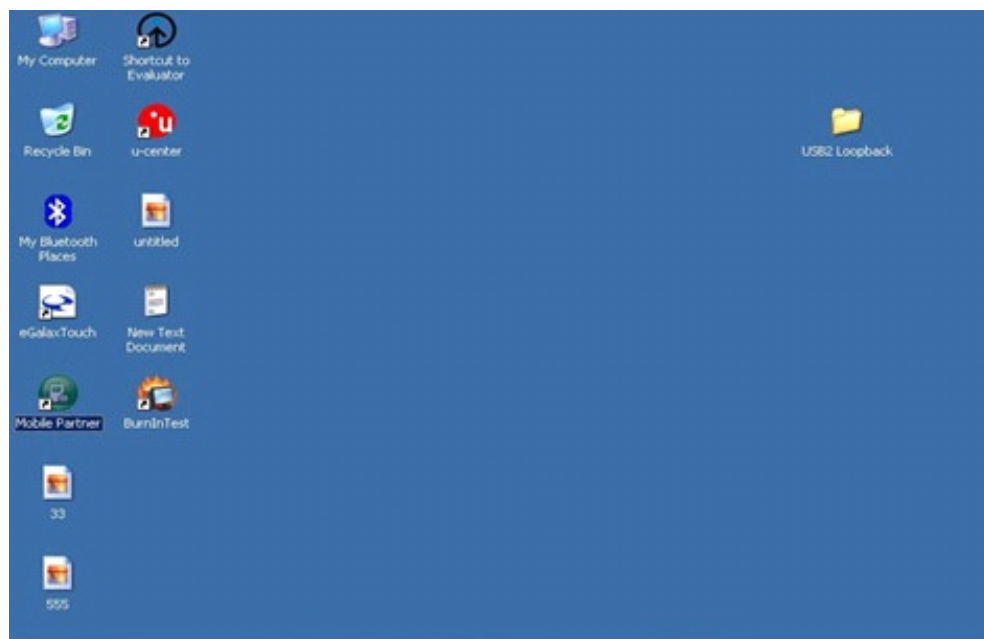 My Computer
Shortcut to
Evaluator
Recycle Bin
u-center
USB2 Loopback
My Bluetooth
Places
untitled
eGalaxTouch
New Text
Document
Mobile Partner
BurnInTest
33
555